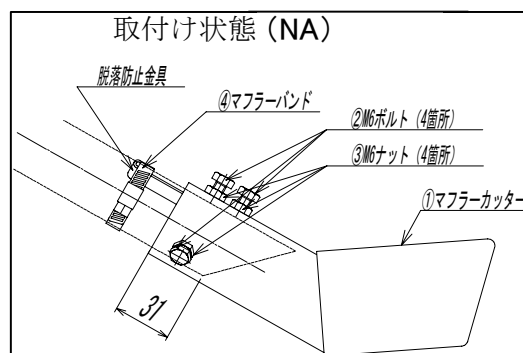 取付け状態（NA）
脱落防止金具
④マフラーバンド
②M6ボルト（4箇所）
③M6ナット（4箇所）
①マフラーカッター
31